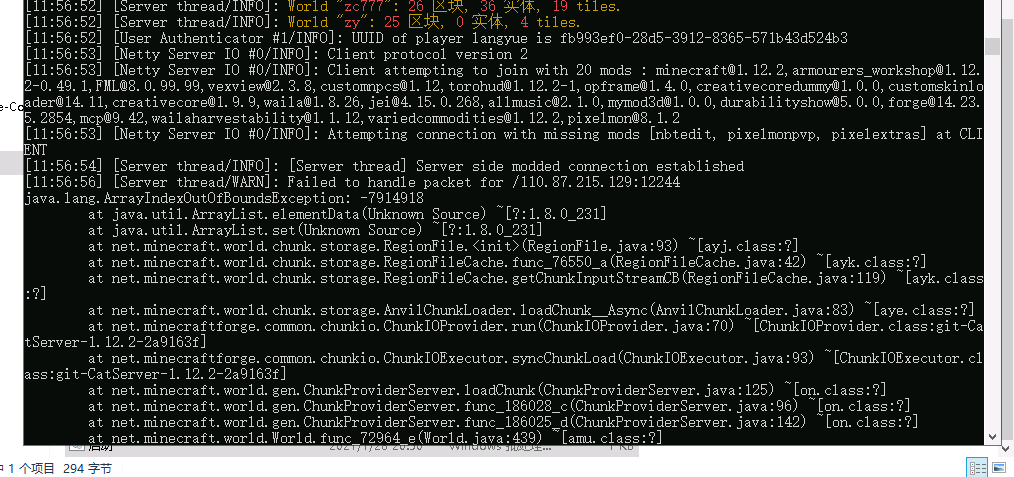 [11:56:52] [Server thread/INFO]: World "zc777": 26 区块, 36 实体, 19 tiles.
[11:56:52] [Server thread/INFO]: World "zy": 25 区块, 0 实体, 4 tiles.
[11:56:52] [User Authenticator #1/INFO]: UUID of player langyue is fb993ef0-28d5-3912-8365-571b43d524b3
[11:56:53] [Netty Server IO #0/INFO]: Client protocol version 2
[11:56:53] [Netty Server IO #0/INFO]: Client attempting to join with 20 mods : minecraft@1.12.2,armourers_workshop@1.12.
2-0.49.1,FML@8.0.99.99,vexview@2.3.8,customnpcs@1.12,torohud@1.12.2-1,opframe@1.4.0,creativecoredummy@1.0.0,customskinlo
ader@14.11,creativecore@1.9.9,waila@1.8.26,jei@4.15.0.268,allmusic@2.1.0,mymod3d@1.0.0,durabilityshow@5.0.0,forge@14.23.
5.2854,mcp@9.42,wailaharvestability@1.1.12,variedcommodities@1.12.2,pixelmon@8.1.2
[11:56:53] [Netty Server IO #0/INFO]: Attempting connection with missing mods [nbtedit, pixelmonpvp, pixelextras] at CLI
ENT
[11:56:54] [Server thread/INFO]: [Server thread] Server side modded connection established
[11:56:56] [Server thread/WARN]: Failed to handle packet for /110.87.215.129:12244
java.lang.ArrayIndexOutOfBoundsException: -7914918
at java.util.ArrayList.elementData(Unknown Source) ~[?:1.8.0_231]
at java.util.ArrayList.set(Unknown Source) ~[?:1.8.0_231]
at net.minecraft.world.chunk.storage.RegionFile.<init>(RegionFile.java:93) ~[ayj.class:?]
at net.minecraft.world.chunk.storage.RegionFileCache.func_76550_a(RegionFileCache.java:42) ~[ayk.class:?]
at net.minecraft.world.chunk.storage.RegionFileCache.getChunkInputStreamCB(RegionFileCache.java:119) ~[ayk.class
:?]
at net.minecraft.world.chunk.storage.AnvilChunkLoader.loadChunk__Async(AnvilChunkLoader.java:83) ~[aye.class:?]
at net.minecraftforge.common.chunkio.ChunkIOProvider.run(ChunkIOProvider.java:70) ~[ChunkIOProvider.class:git-Ca
tServer-1.12.2-2a9163f]
at net.minecraftforge.common.chunkio.ChunkIOExecutor.syncChunkLoad(ChunkIOExecutor.java:93) ~[ChunkIOExecutor.cl
ass:git-CatServer-1.12.2-2a9163f]
at net.minecraft.world.gen.ChunkProviderServer.loadChunk(ChunkProviderServer.java:125) ~[on.class:?]
at net.minecraft.world.gen.ChunkProviderServer.func_186028_c(ChunkProviderServer.java:96) ~[on.class:?]
at net.minecraft.world.gen.ChunkProviderServer.func_186025_d(ChunkProviderServer.java:142) ~[on.class:?]
at net.minecraft.world.World.func_72964_e(World.java:439) ~[amu.class:?]
e-Co
中 1 个项目 294 字节